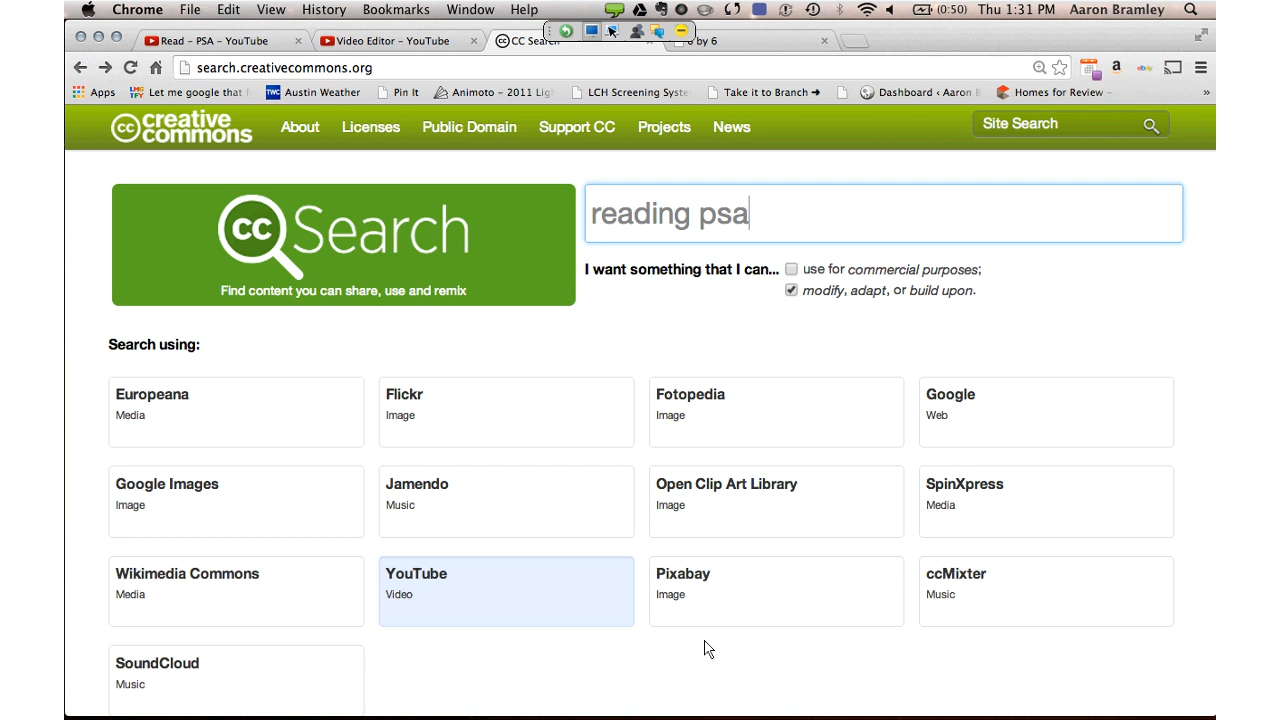 Chrome File Edit View History Bookmarks Window Help (0:50) Thu 1:31 PM Aaron Bramley
Read – PSA – YouTube × Video Editor – YouTube × CC Search by 6 ×
search.creativecommons.org
Apps Let me google that Austin Weather Pin It Animoto – 2011 LCH Screening Syste Take it to Branch → Dashboard ‹ Aaron B Homes for Review – »
creative commons About Licenses Public Domain Support CC Projects News Site Search
cc Search
Find content you can share, use and remix
reading psa
I want something that I can... use for commercial purposes;
modify, adapt, or build upon.
Search using:
Europeana Flickr Fotopedia Google
Media Image Image Web
Google Images Jamendo Open Clip Art Library SpinXpress
Image Music Image Media
Wikimedia Commons YouTube Pixabay ccMixter
Media Video Image Music
SoundCloud
Music